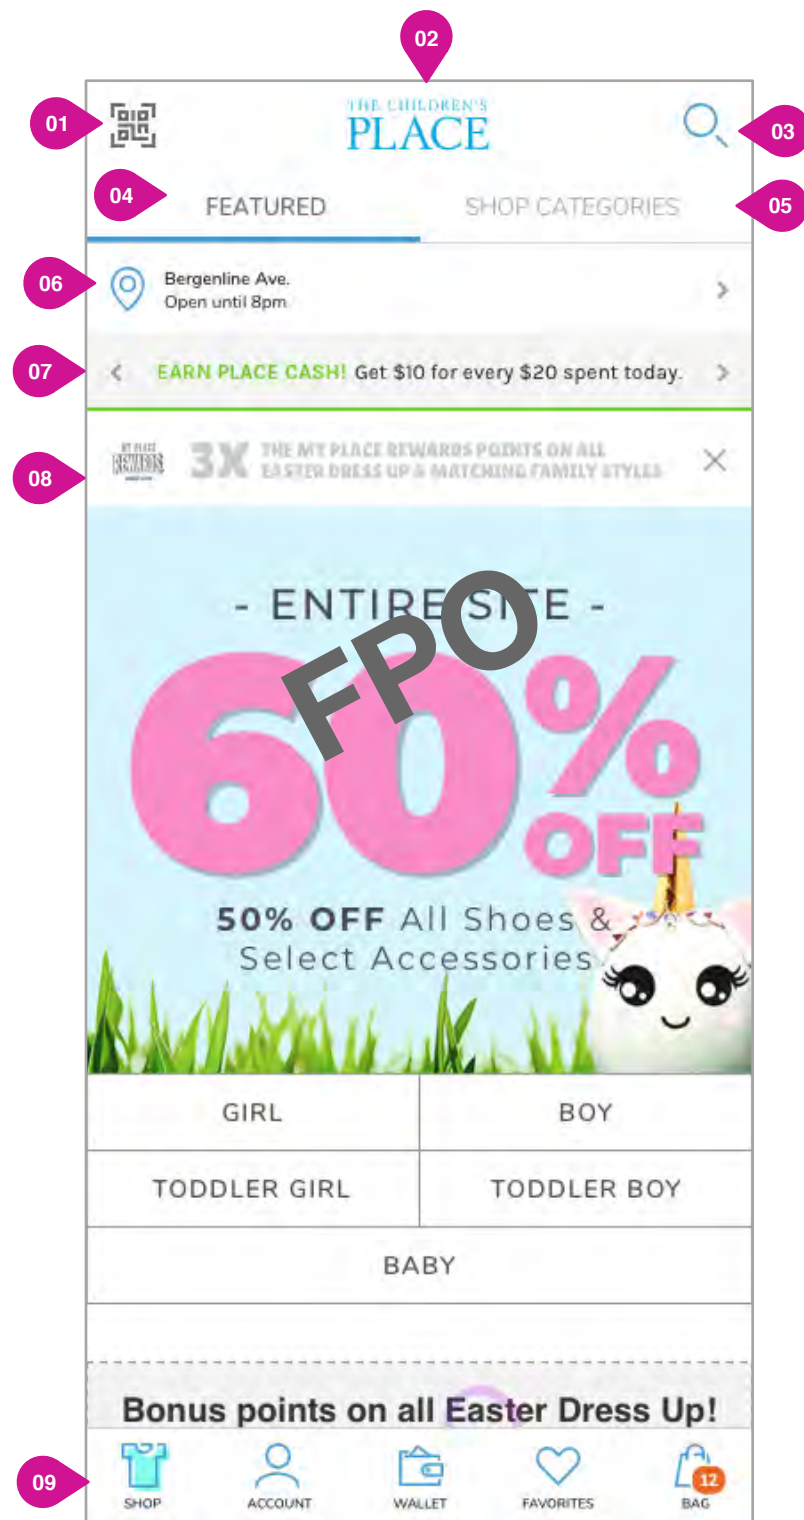 02
01
THE CHILDREN'S
PLACE
03
04
FEATURED
SHOP CATEGORIES
05
06
Bergenline Ave.
Open until 8pm
07
EARN PLACE CASH! Get $10 for every $20 spent today.
08
MY PLACE
REWARDS
3X
THE MY PLACE REWARDS POINTS ON ALL
EASTER DRESS UP & MATCHING FAMILY STYLES
- ENTIRE SITE -
FPO
60%
OFF
50% OFF All Shoes &
Select Accessories
GIRL
BOY
TODDLER GIRL
TODDLER BOY
BABY
Bonus points on all Easter Dress Up!
09
12
SHOP
ACCOUNT
WALLET
FAVORITES
BAG